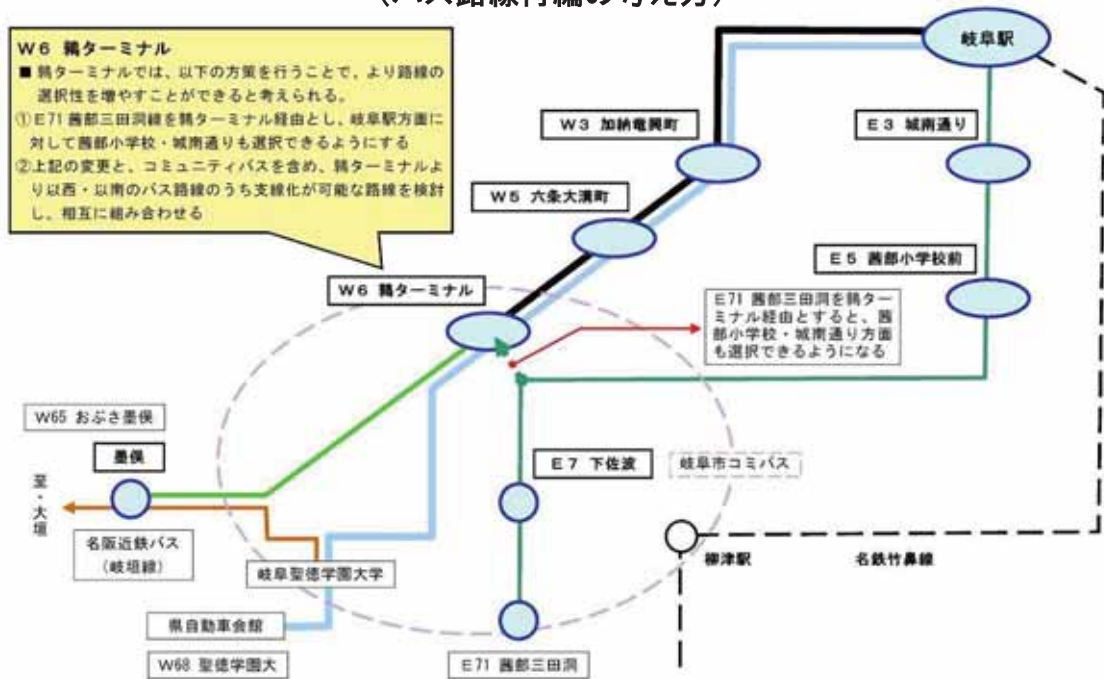 (バス路線再編の考え方)
W6 鶉ターミナル
■ 鶉ターミナルでは、以下の方策を行うことで、より路線の
選択性を増やすことができると考えられる。
①E71茜部三田洞線を鶉ターミナル経由とし、岐阜駅方面に
対して茜部小学校・城南通りも選択できるようにする
②上記の変更と、コミュニティバスを含め、鶉ターミナルよ
り以西・以南のバス路線のうち支線化が可能な路線を検討
し、相互に組み合わせる
岐阜駅
W3 加納竜興町
E3 城南通り
W5 六条大溝町
E5 茜部小学校前
W6 鶉ターミナル
E71 茜部三田洞を鶉ター
ミナル経由とすると、茜
部小学校・城南通り方面
も選択できるようになる
W65 おぶさ墨俣
墨俣
E7 下佐波
岐阜市コミバス
至・大垣
名阪近鉄バス
(岐垣線)
岐阜聖徳学園大学
柳津駅
名鉄竹鼻線
県自動車会館
W68 聖徳学園大
E71 茜部三田洞